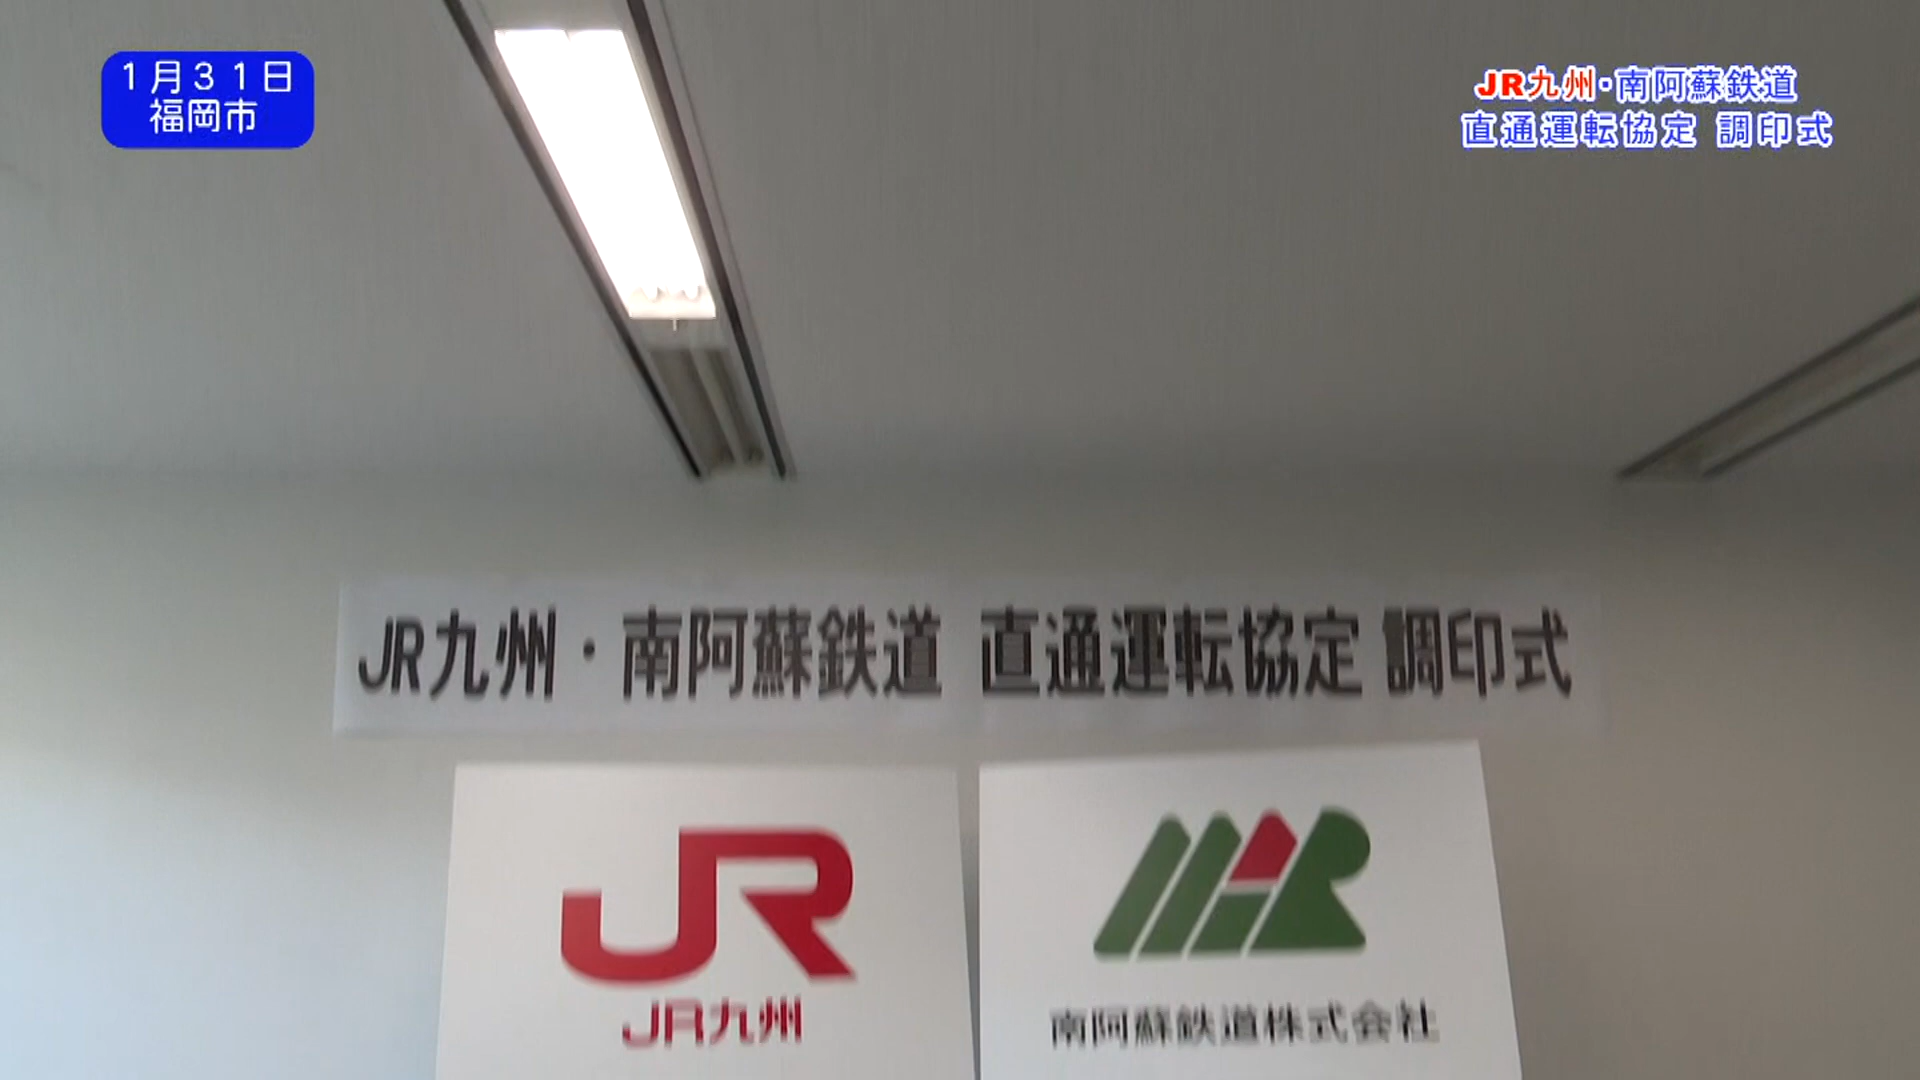 １月３１日
福岡市
JR九州・南阿蘇鉄道
直通運転協定 調印式
JR九州・南阿蘇鉄道 直通運転協定 調印式
JR
JR九州
南阿蘇鉄道株式会社